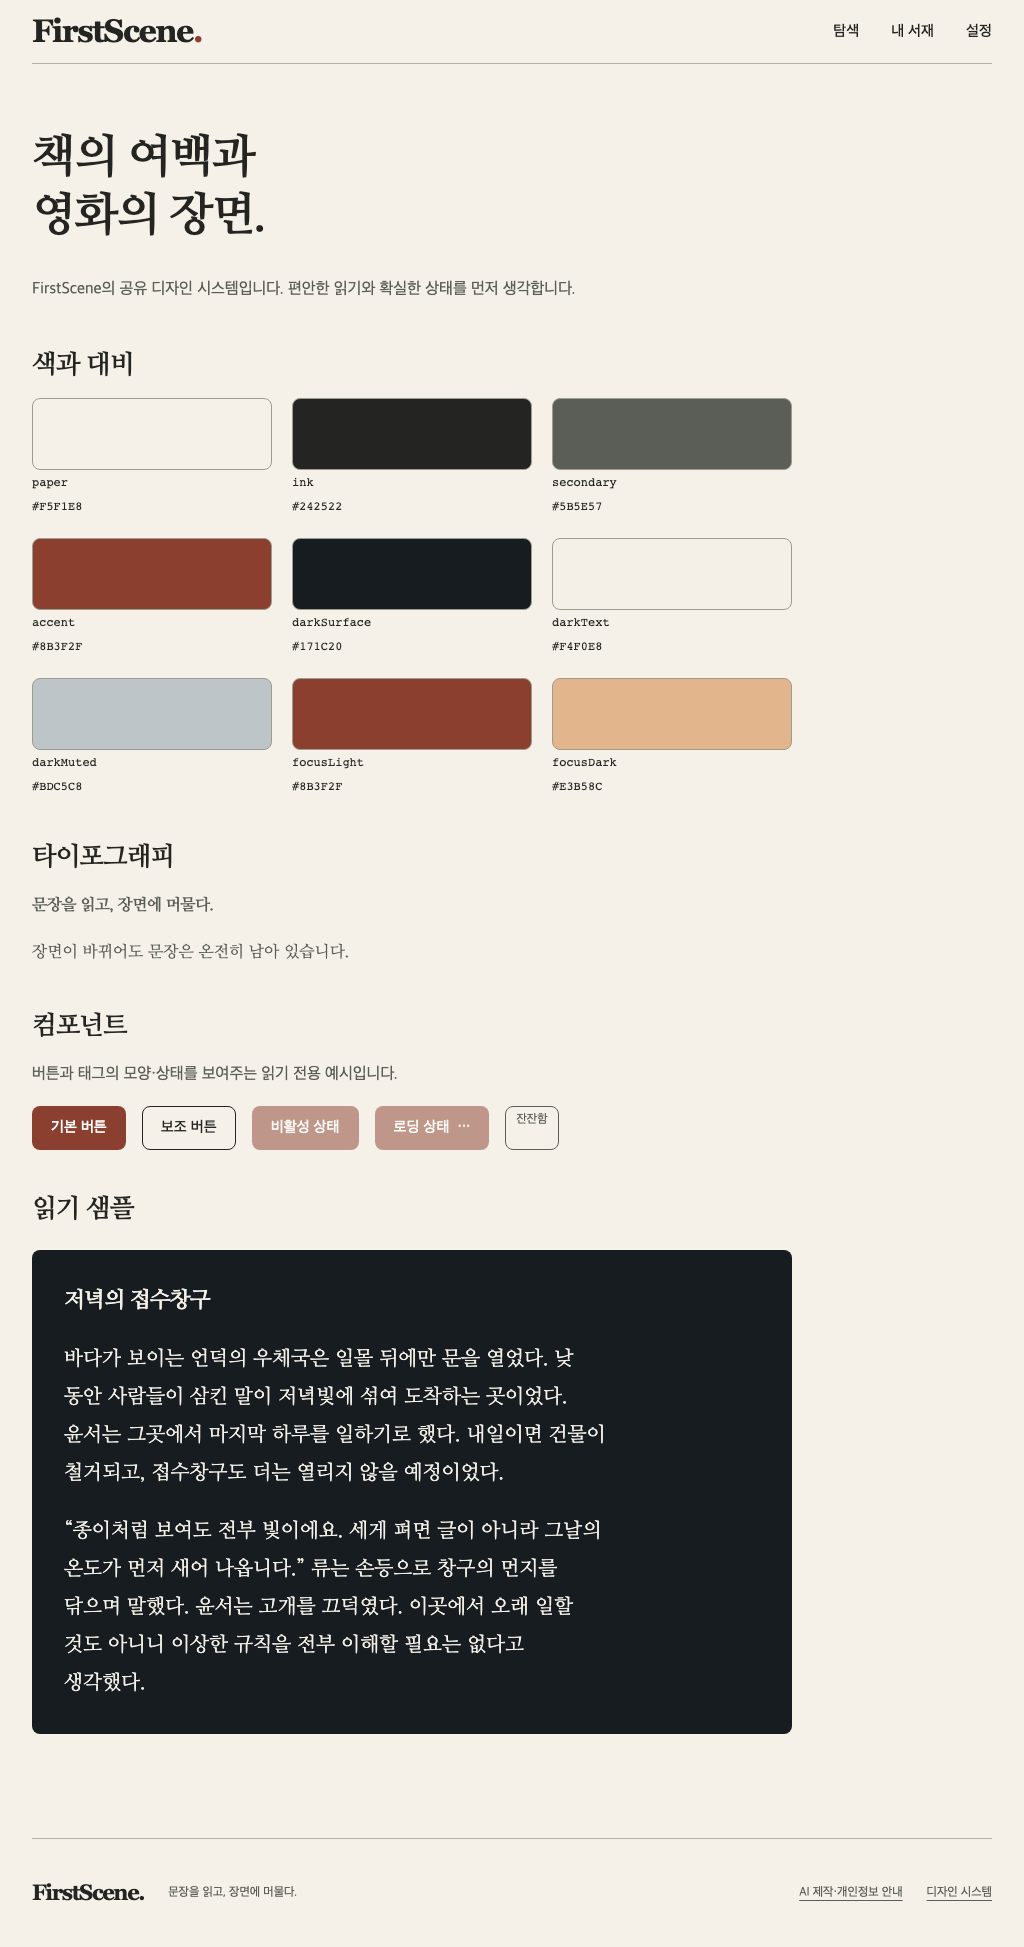 FirstScene.
탐색 내 서재 설정
책의 여백과
영화의 장면.
FirstScene의 공유 디자인 시스템입니다. 편안한 읽기와 확실한 상태를 먼저 생각합니다.
색과 대비
paper ink secondary
#F5F1E8 #242522 #5B5E57
accent darkSurface darkText
#8B3F2F #171C20 #F4F0E8
darkMuted focusLight focusDark
#BDC5C8 #8B3F2F #E3B58C
타이포그래피
문장을 읽고, 장면에 머물다.
장면이 바뀌어도 문장은 온전히 남아 있습니다.
컴포넌트
버튼과 태그의 모양·상태를 보여주는 읽기 전용 예시입니다.
기본 버튼 보조 버튼 비활성 상태 로딩 상태 ··· 잔잔함
읽기 샘플
저녁의 접수창구
바다가 보이는 언덕의 우체국은 일몰 뒤에만 문을 열었다. 낮
동안 사람들이 삼킨 말이 저녁빛에 섞여 도착하는 곳이었다.
윤서는 그곳에서 마지막 하루를 일하기로 했다. 내일이면 건물이
철거되고, 접수창구도 더는 열리지 않을 예정이었다.
“종이처럼 보여도 전부 빛이에요. 세게 펴면 글이 아니라 그날의
온도가 먼저 새어 나옵니다.” 류는 손등으로 창구의 먼지를
닦으며 말했다. 윤서는 고개를 끄덕였다. 이곳에서 오래 일할
것도 아니니 이상한 규칙을 전부 이해할 필요는 없다고
생각했다.
FirstScene. 문장을 읽고, 장면에 머물다. AI 제작·개인정보 안내 디자인 시스템